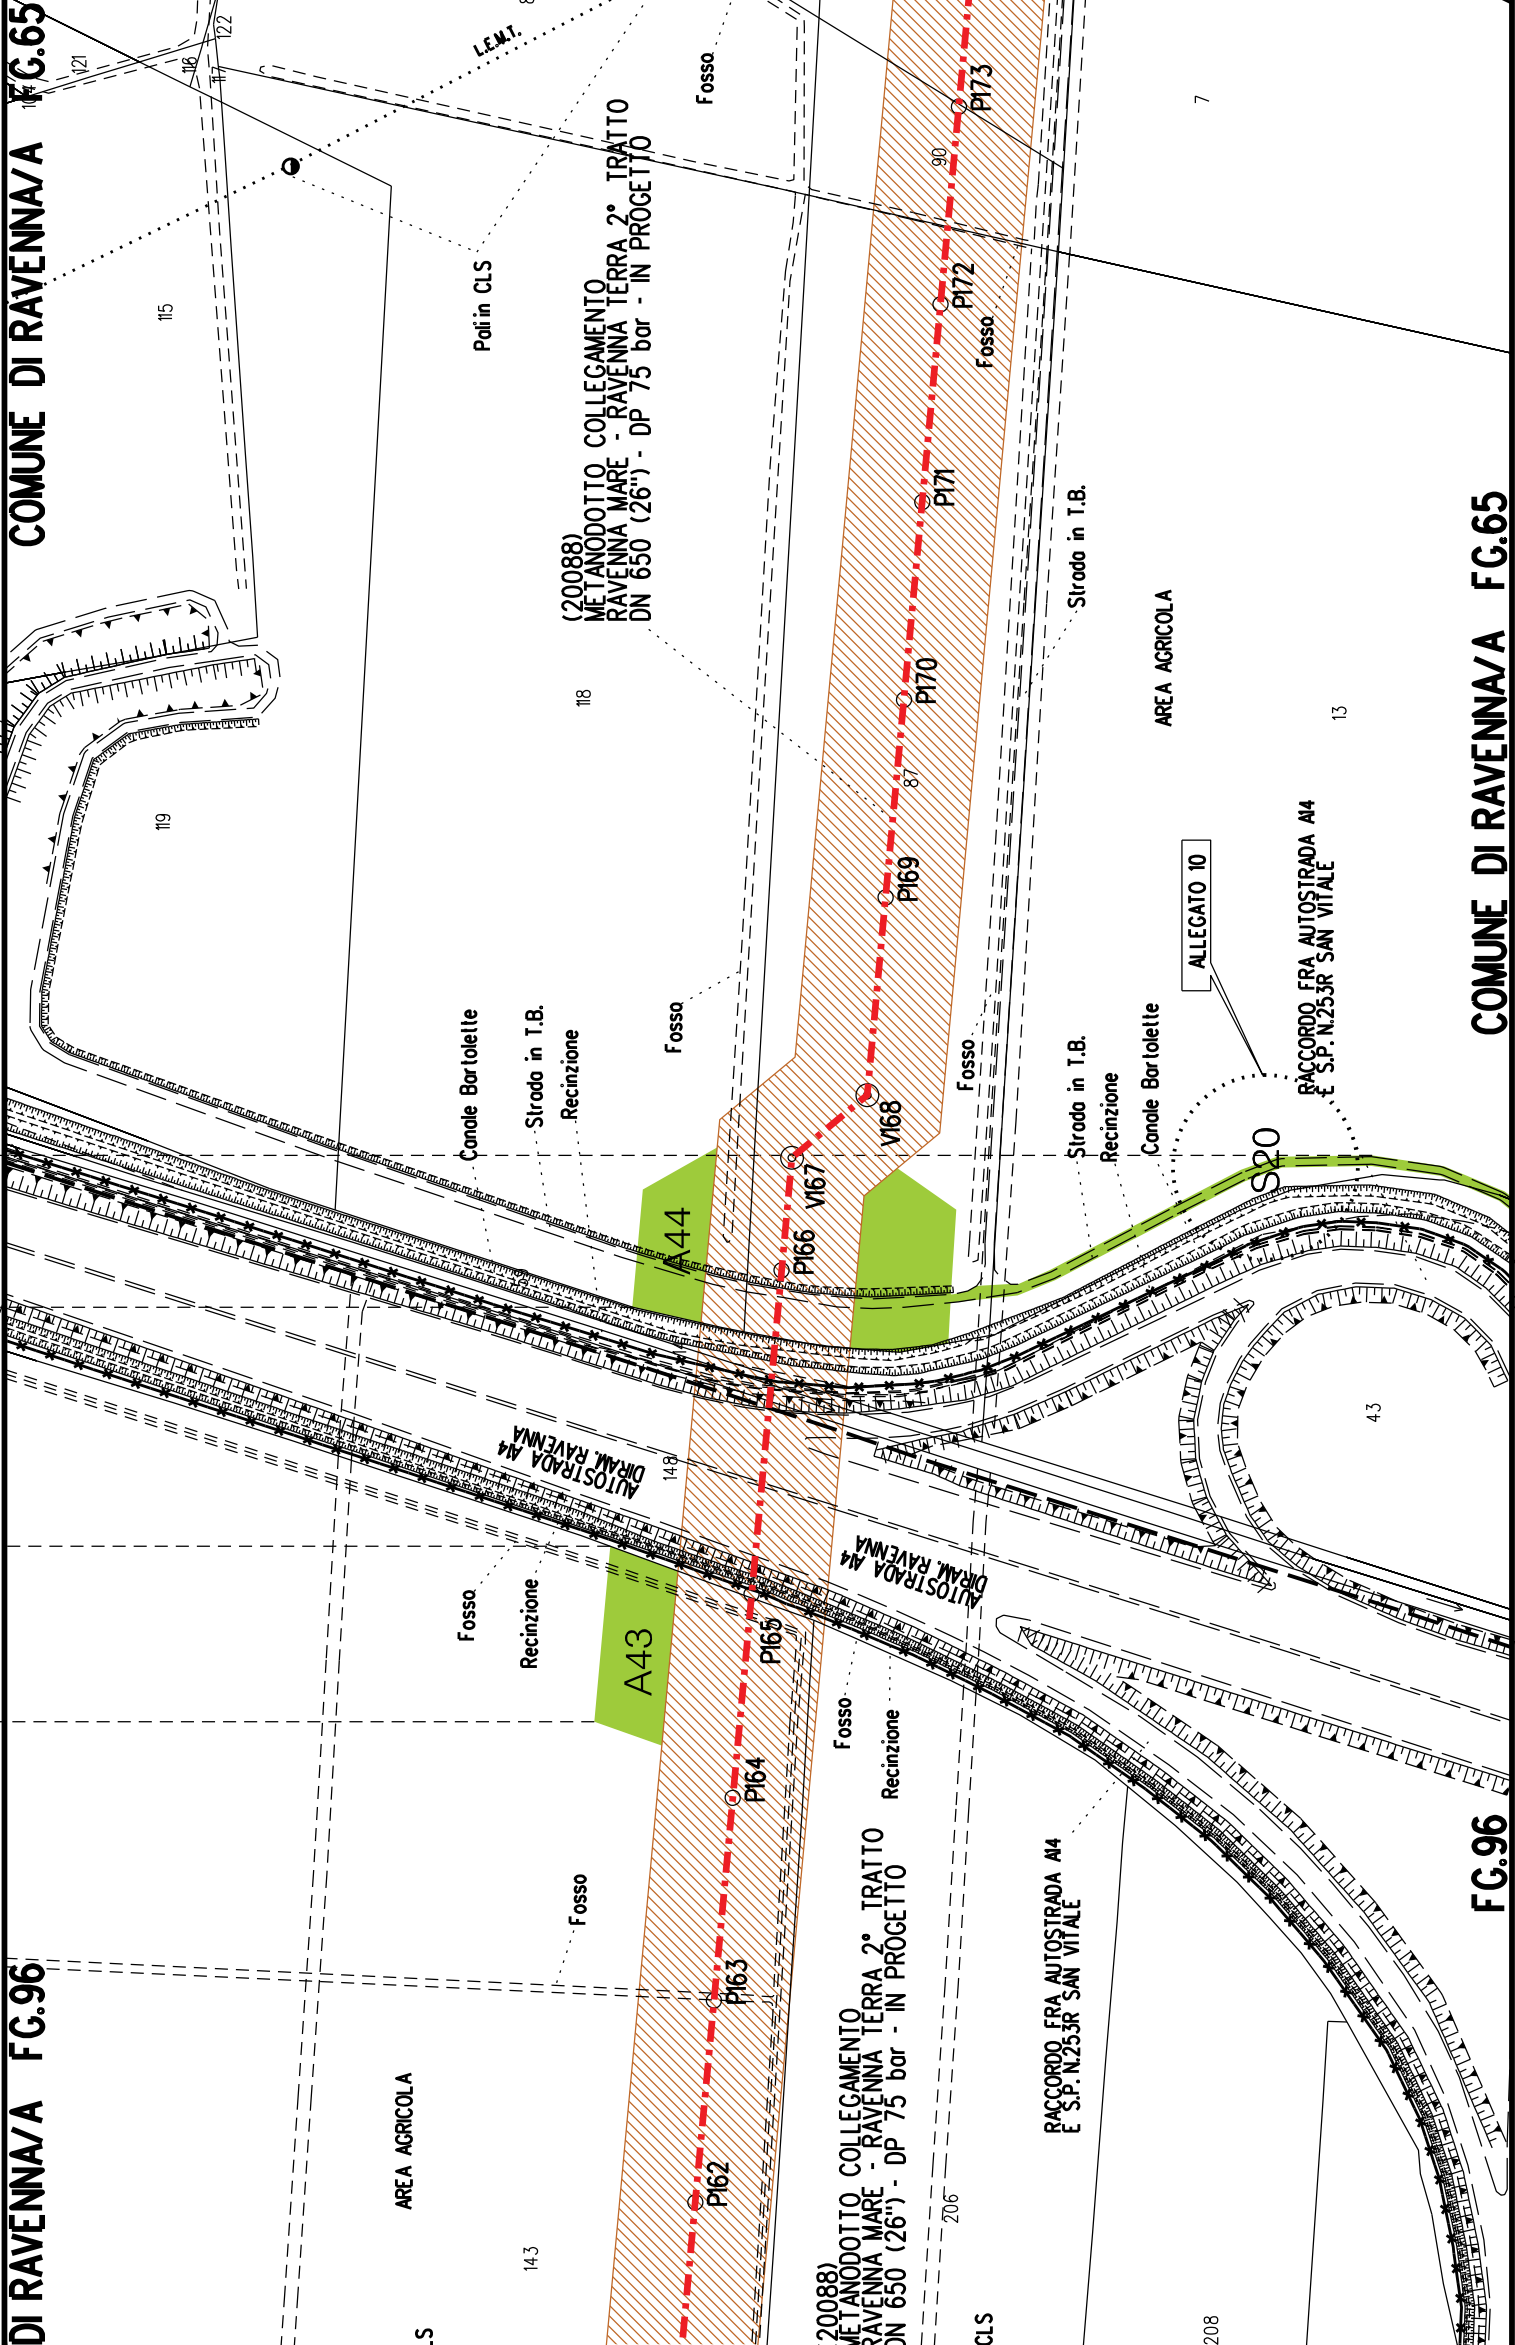 COMUNE DI RAVENNA/A FG.65
121
116
117
122
L.E.M.T.
Fosso
115
Pali in CLS
(20088)
METANODOTTO COLLEGAMENTO
RAVENNA MARE - RAVENNA TERRA 2° TRATTO
DN 650 (26") - DP 75 bar - IN PROGETTO
P173
90
P172
Fosso
7
P171
Strada in T.B.
P170
AREA AGRICOLA
118
119
13
87
P169
ALLEGATO 10
RACCORDO FRA AUTOSTRADA A14
E S.P. N.253R SAN VITALE
COMUNE DI RAVENNA/A FG.65
Canale Bartolette
Strada in T.B.
Recinzione
Fosso
Fosso
V168
Strada in T.B.
Recinzione
Canale Bartolette
S20
V167
A44
P166
AUTOSTRADA A14
DIRAM. RAVENNA
148
43
AUTOSTRADA A14
DIRAM. RAVENNA
Fosso
Recinzione
A43
P165
Fosso
Recinzione
P164
Fosso
FG.96
RACCORDO FRA AUTOSTRADA A14
E S.P. N.253R SAN VITALE
DI RAVENNA/A FG.96
P163
AREA AGRICOLA
P162
143
(20088)
METANODOTTO COLLEGAMENTO
RAVENNA MARE - RAVENNA TERRA 2° TRATTO
DN 650 (26") - DP 75 bar - IN PROGETTO
206
208
LS
CLS